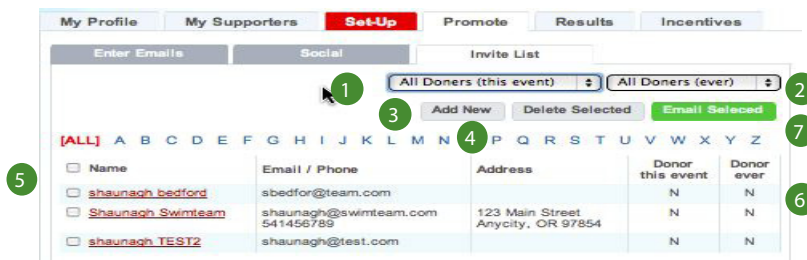 My Profile My Supporters Set-Up Promote Results Incentives
Enter Emails Social Invite List
1 All Doners (this event) All Doners (ever) 2
3 Add New Delete Selected Email Seleced
[ALL] A B C D E F G H I J K L M N 4 P Q R S T U V W X Y Z 7
5 Name Email / Phone Address Donor this event Donor ever
shaunagh bedford sbedfor@team.com N N 6
Shaunagh Swimteam shaunagh@swimteam.com 123 Main Street N N
541456789 Anycity, OR 97854
shaunagh TEST2 shaunagh@test.com N N